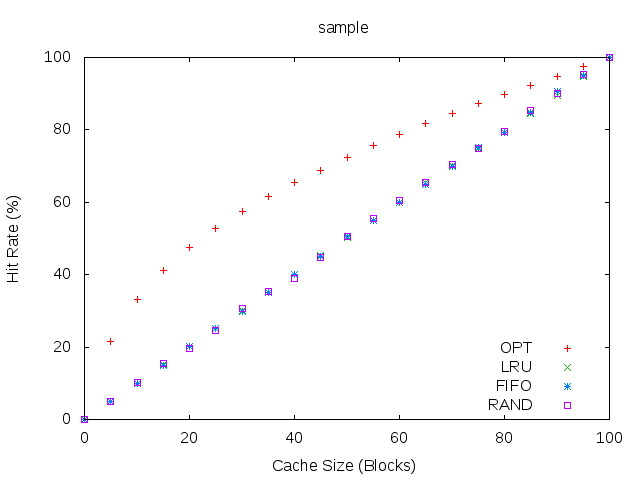 sample
100
80
60
40
20
0
Hit Rate (%)
OPT
LRU
FIFO
RAND
0 20 40 60 80 100
Cache Size (Blocks)